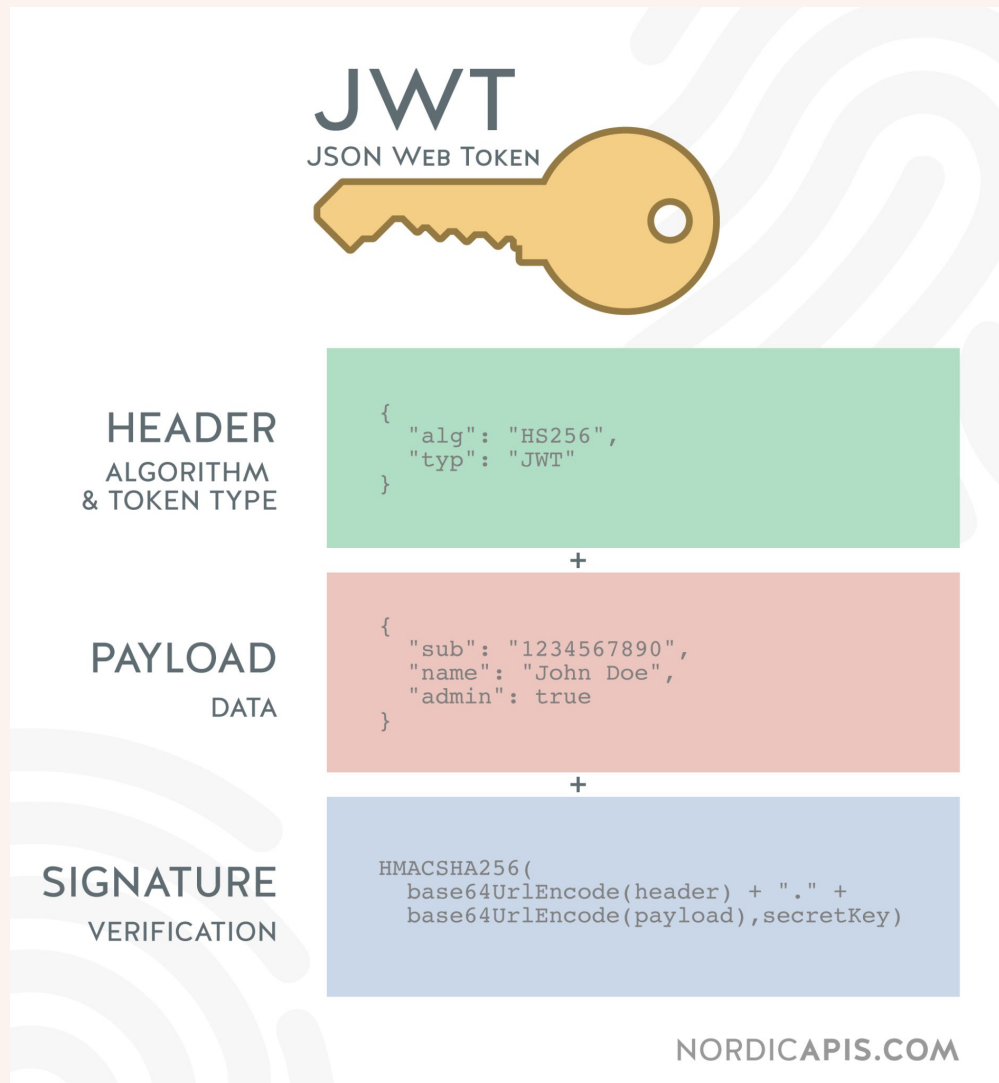 JWT
JSON WEB TOKEN
HEADER
ALGORITHM
& TOKEN TYPE
{
  "alg": "HS256",
  "typ": "JWT"
}
+
PAYLOAD
DATA
{
  "sub": "1234567890",
  "name": "John Doe",
  "admin": true
}
+
SIGNATURE
VERIFICATION
HMACSHA256(
  base64UrlEncode(header) + "." +
  base64UrlEncode(payload),secretKey)
NORDICAPIS.COM